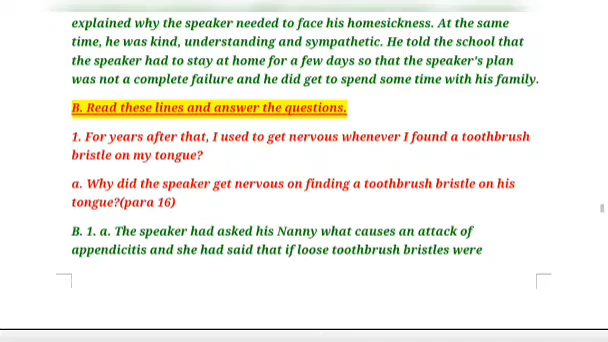 explained why the speaker needed to face his homesickness. At the same
time, he was kind, understanding and sympathetic. He told the school that
the speaker had to stay at home for a few days so that the speaker's plan
was not a complete failure and he did get to spend some time with his family.
B. Read these lines and answer the questions.
1. For years after that, I used to get nervous whenever I found a toothbrush
bristle on my tongue?
a. Why did the speaker get nervous on finding a toothbrush bristle on his
tongue?(para 16)
B. 1. a. The speaker had asked his Nanny what causes an attack of
appendicitis and she had said that if loose toothbrush bristles were